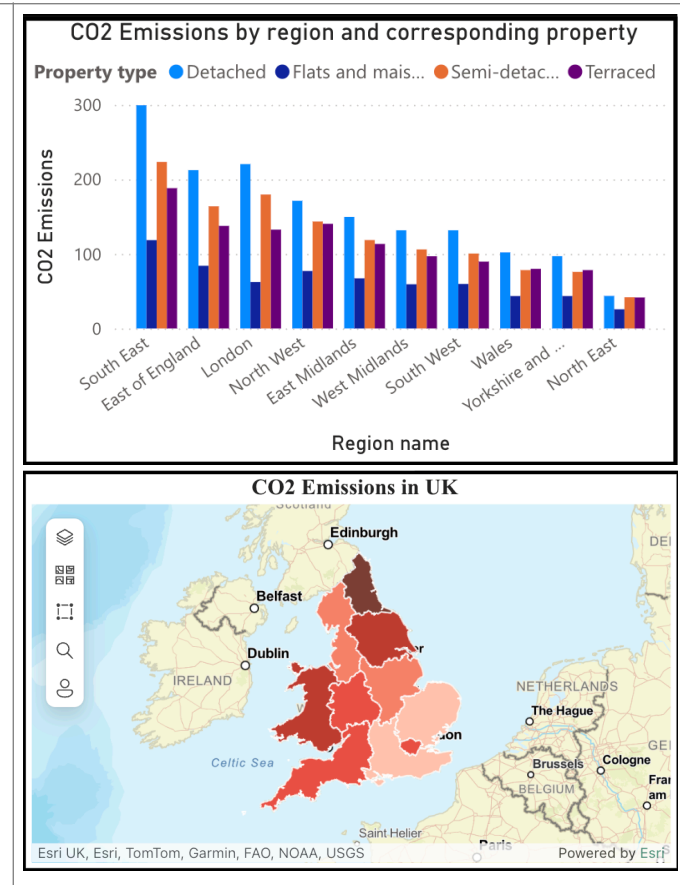 CO2 Emissions by region and corresponding property
Property type Detached Flats and mais... Semi-detac... Terraced
CO2 Emissions
300
200
100
0
South East
East of England
London
North West
East Midlands
West Midlands
South West
Wales
Yorkshire and ...
North East
Region name
CO2 Emissions in UK
Scotland
Edinburgh
Belfast
Dublin
IRELAND
NETHERLANDS
The Hague
Celtic Sea
Brussels
Cologne
BELGIUM
Saint Helier
Paris
Esri UK, Esri, TomTom, Garmin, FAO, NOAA, USGS
Powered by Esri